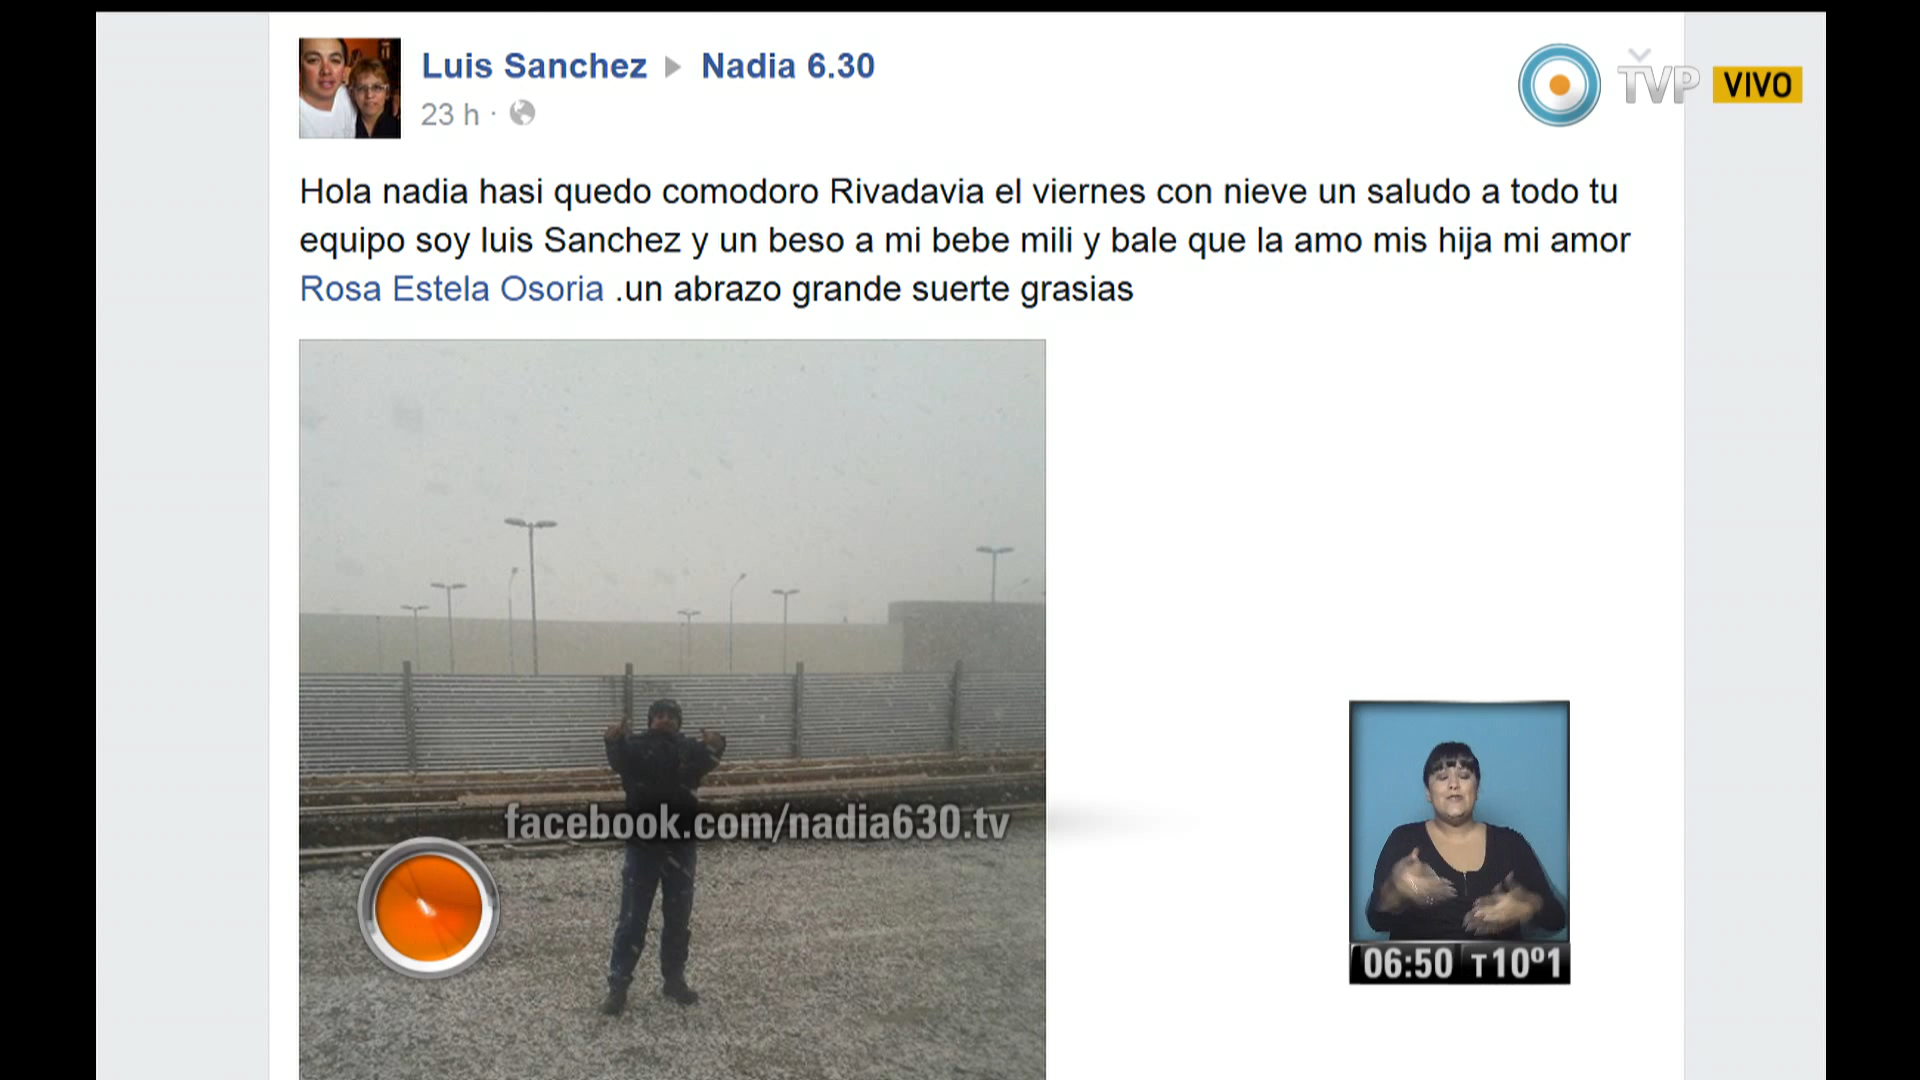 Luis Sanchez ▶ Nadia 6.30
23 h ·
TVP VIVO
Hola nadia hasi quedo comodoro Rivadavia el viernes con nieve un saludo a todo tu
equipo soy luis Sanchez y un beso a mi bebe mili y bale que la amo mis hija mi amor
Rosa Estela Osoria .un abrazo grande suerte grasias
facebook.com/nadia630.tv
06:50 T10º1